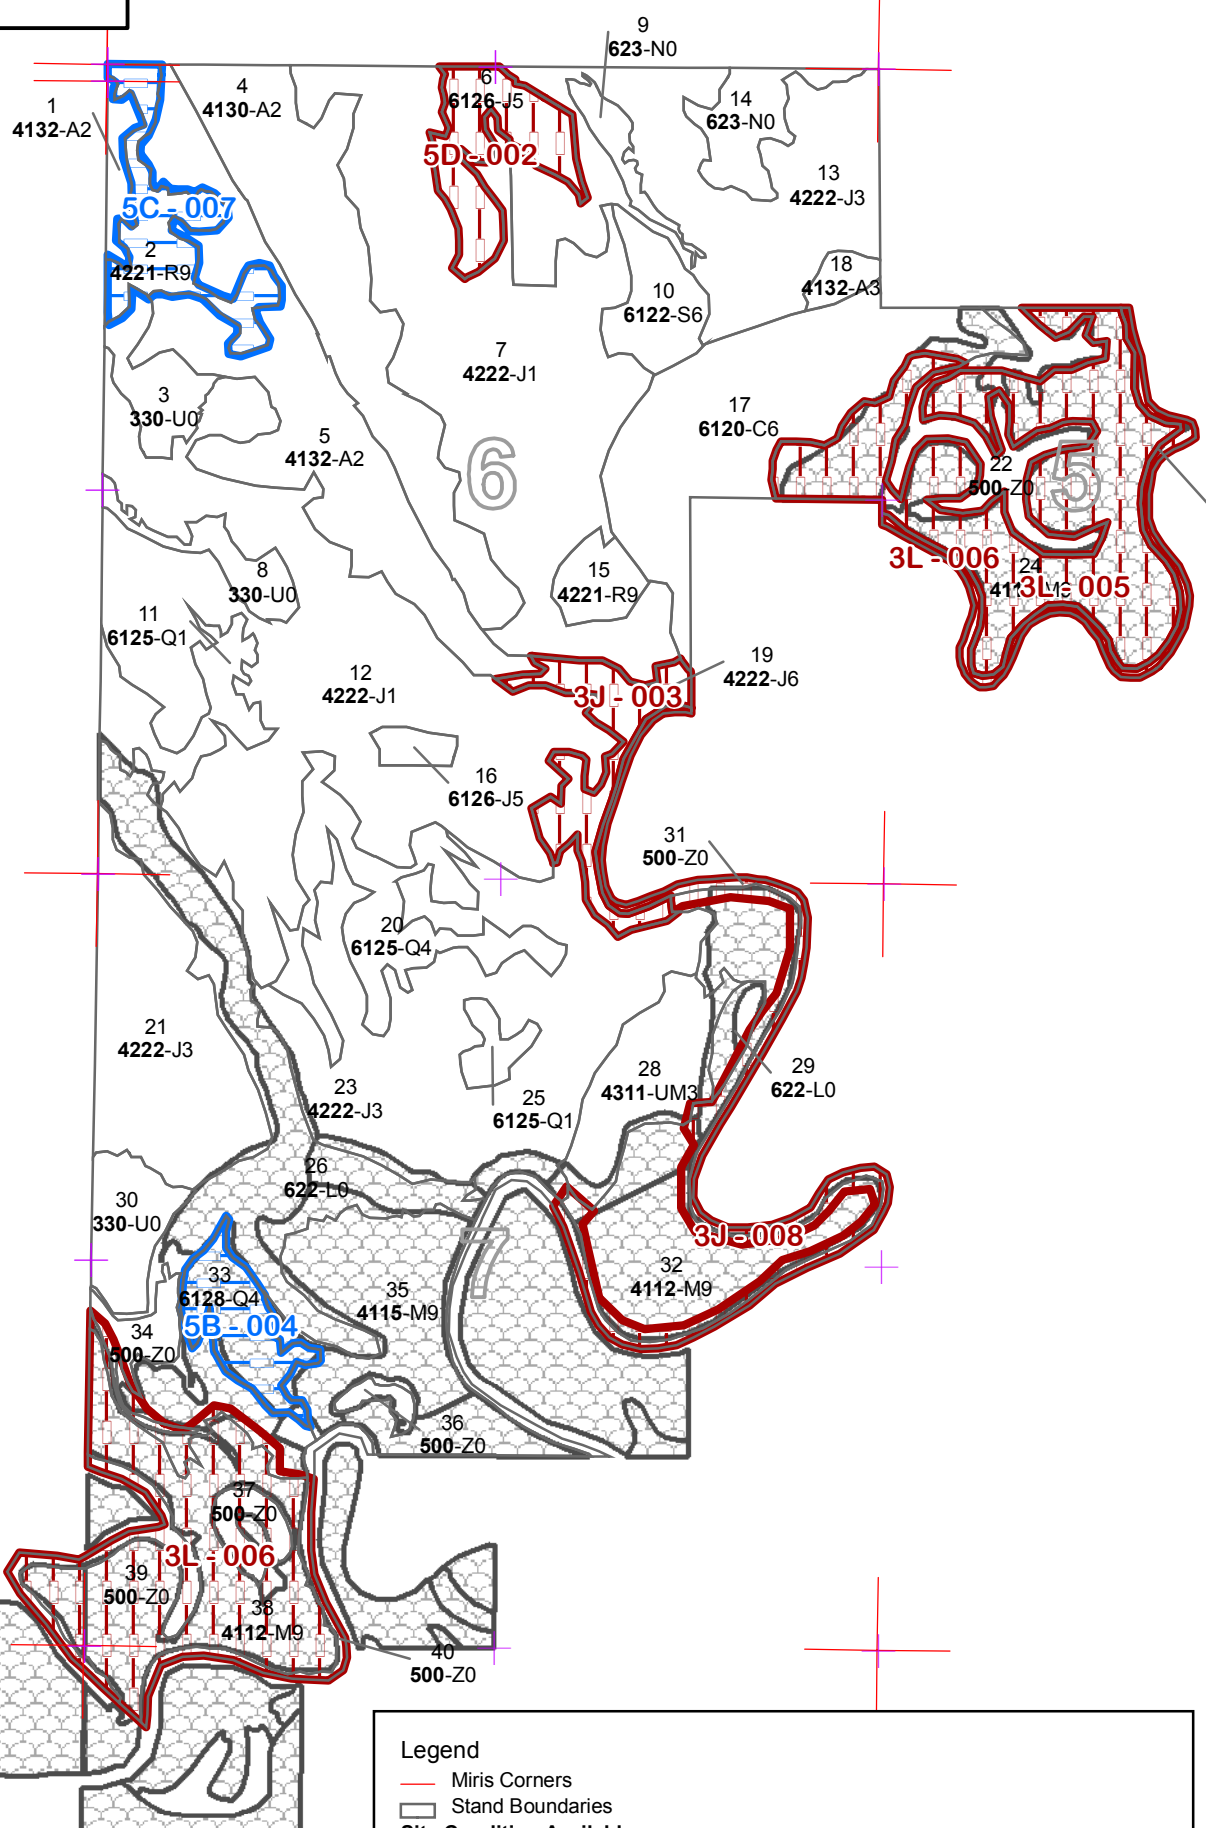 9
623-N0
4
4130-A2
6
6126-J5
14
623-N0
1
4132-A2
5D - 002
13
4222-J3
5C - 007
2
4221-R9
18
4132-A3
10
6122-S6
7
4222-J1
3
330-U0
17
6120-C6
5
4132-A2
6
5
22
500-Z0
3L - 006
24
3L - 005
15
4221-R9
8
330-U0
11
6125-Q1
12
4222-J1
19
4222-J6
3J - 003
16
6126-J5
31
500-Z0
20
6125-Q4
21
4222-J3
28
4311-UM3
29
622-L0
23
4222-J3
25
6125-Q1
26
622-L0
30
330-U0
3J - 008
7
32
4112-M9
33
6128-Q4
35
4115-M9
5B - 004
34
500-Z0
36
500-Z0
37
500-Z0
3L - 006
39
500-Z0
38
4112-M9
40
500-Z0
Legend
Miris Corners
Stand Boundaries